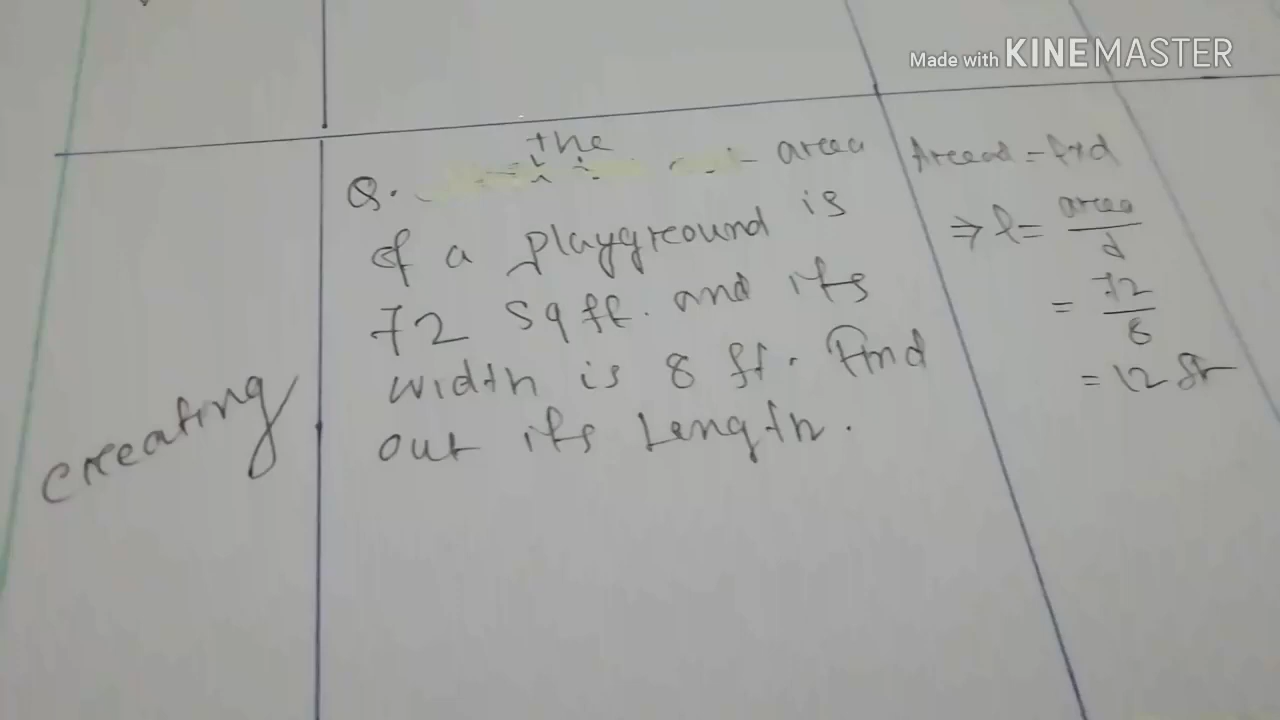 Made with KINEMASTER
creating
the
Q. area
of a playground is
72 sq ft. and its
width is 8 ft. Find
out its Length.
Area = l×d
⇒ l = area/d
= 72/6
= 12 ft